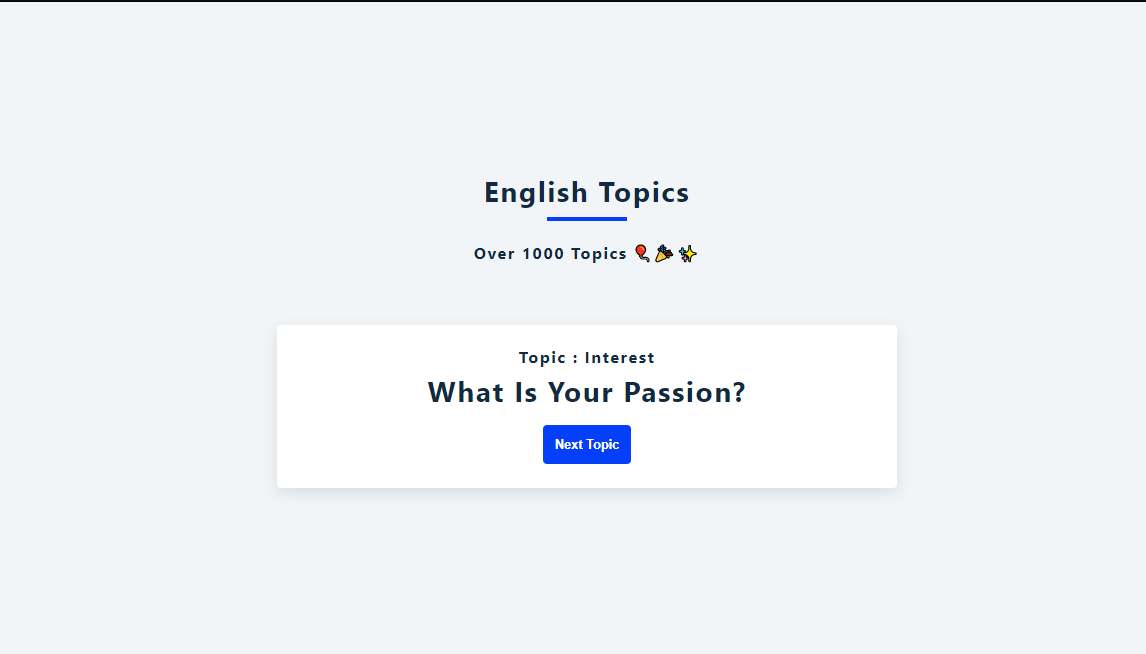 English Topics
Over 1000 Topics 🎈🎉✨
Topic : Interest
What Is Your Passion?
Next Topic